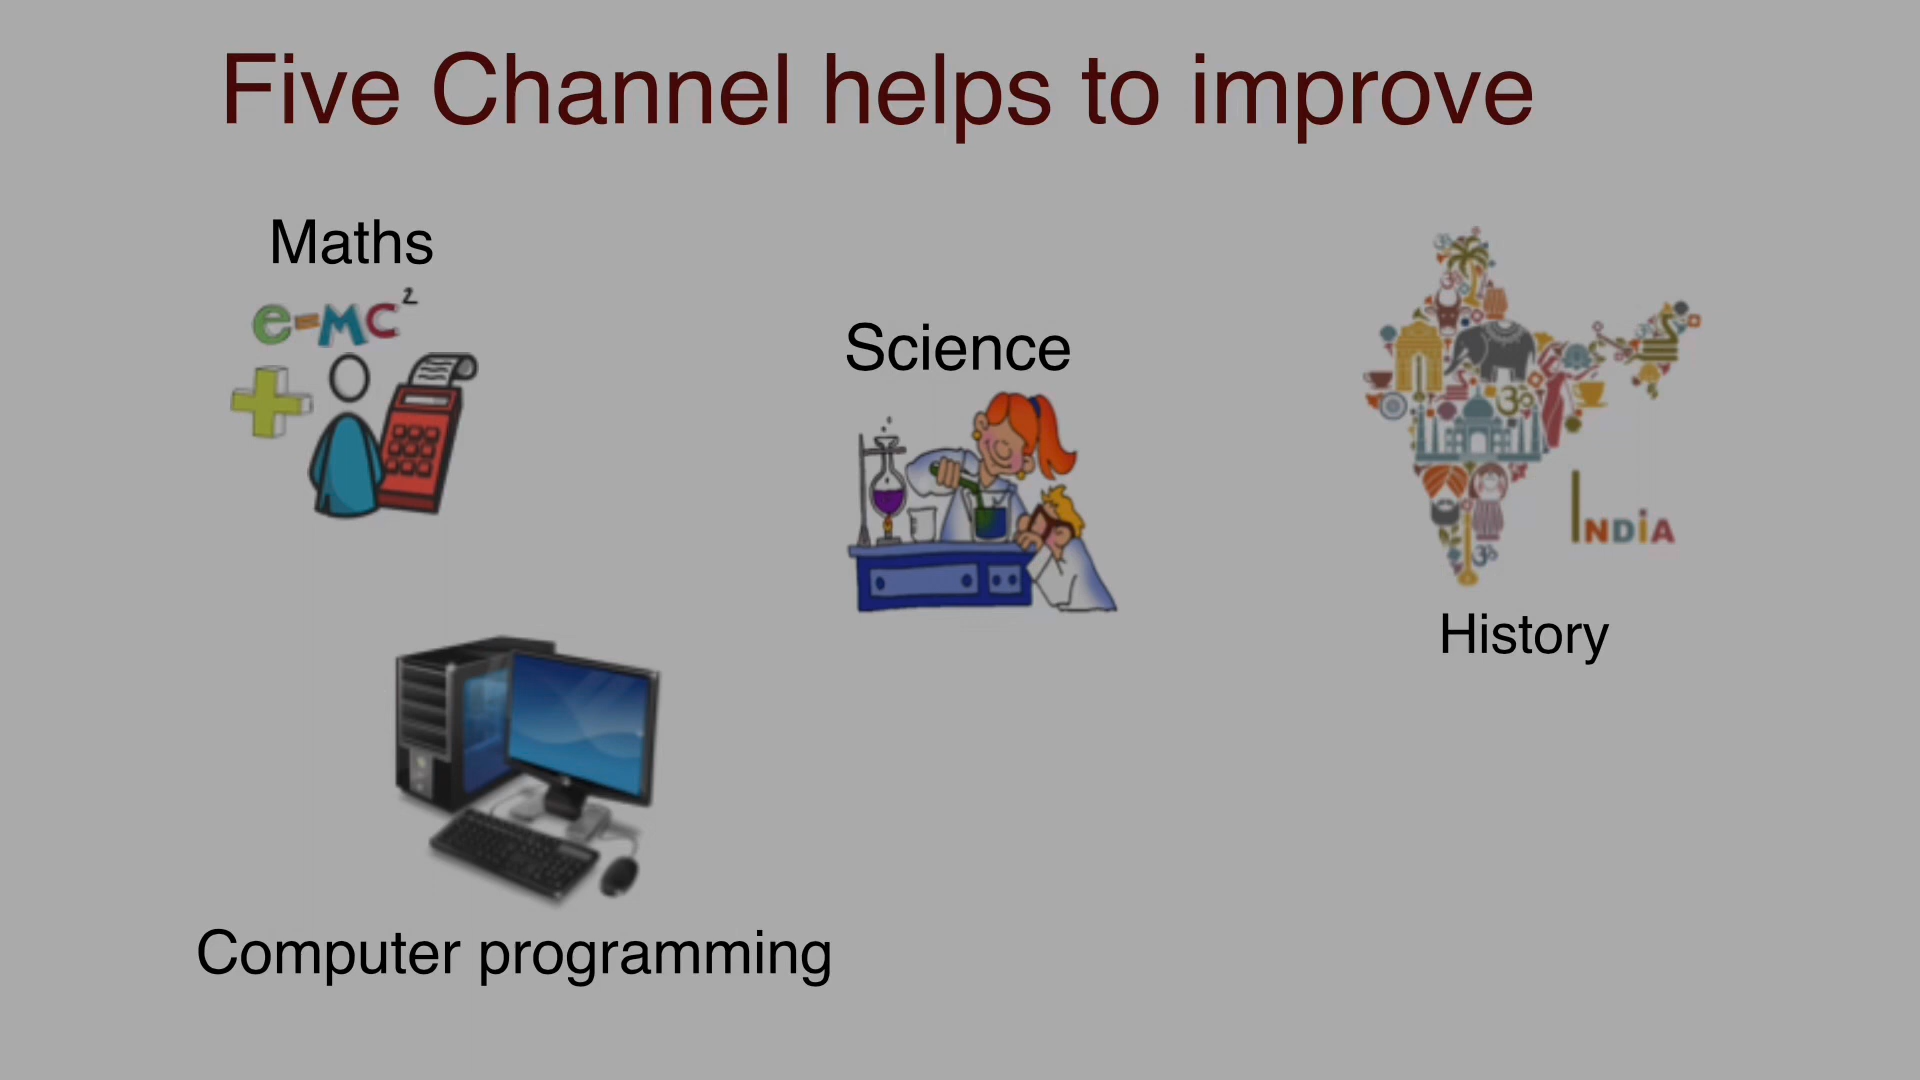 Five Channel helps to improve
Maths
e=mc²
Science
INDiA
History
Computer programming